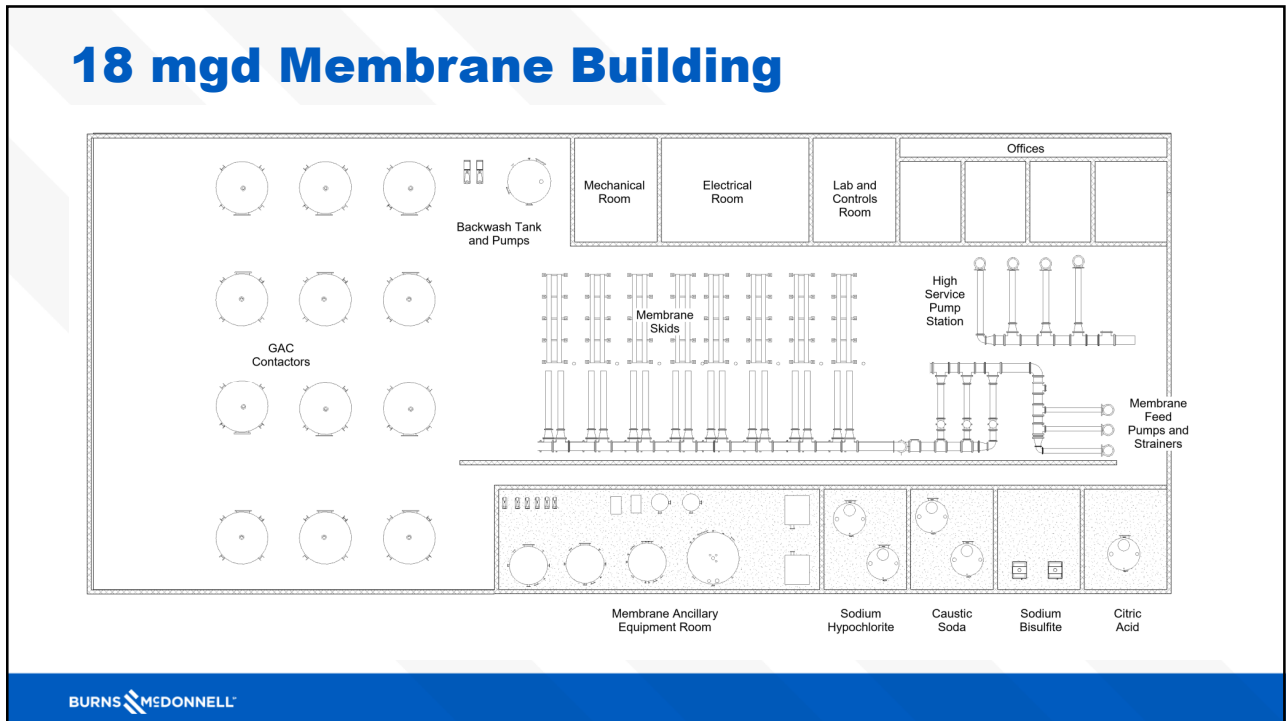 18 mgd Membrane Building
Offices
Mechanical
Room
Electrical
Room
Lab and
Controls
Room
Backwash Tank
and Pumps
High
Service
Pump
Station
Membrane
Skids
GAC
Contactors
Membrane
Feed
Pumps and
Strainers
Membrane Ancillary
Equipment Room
Sodium
Hypochlorite
Caustic
Soda
Sodium
Bisulfite
Citric
Acid
BURNS McDONNELL